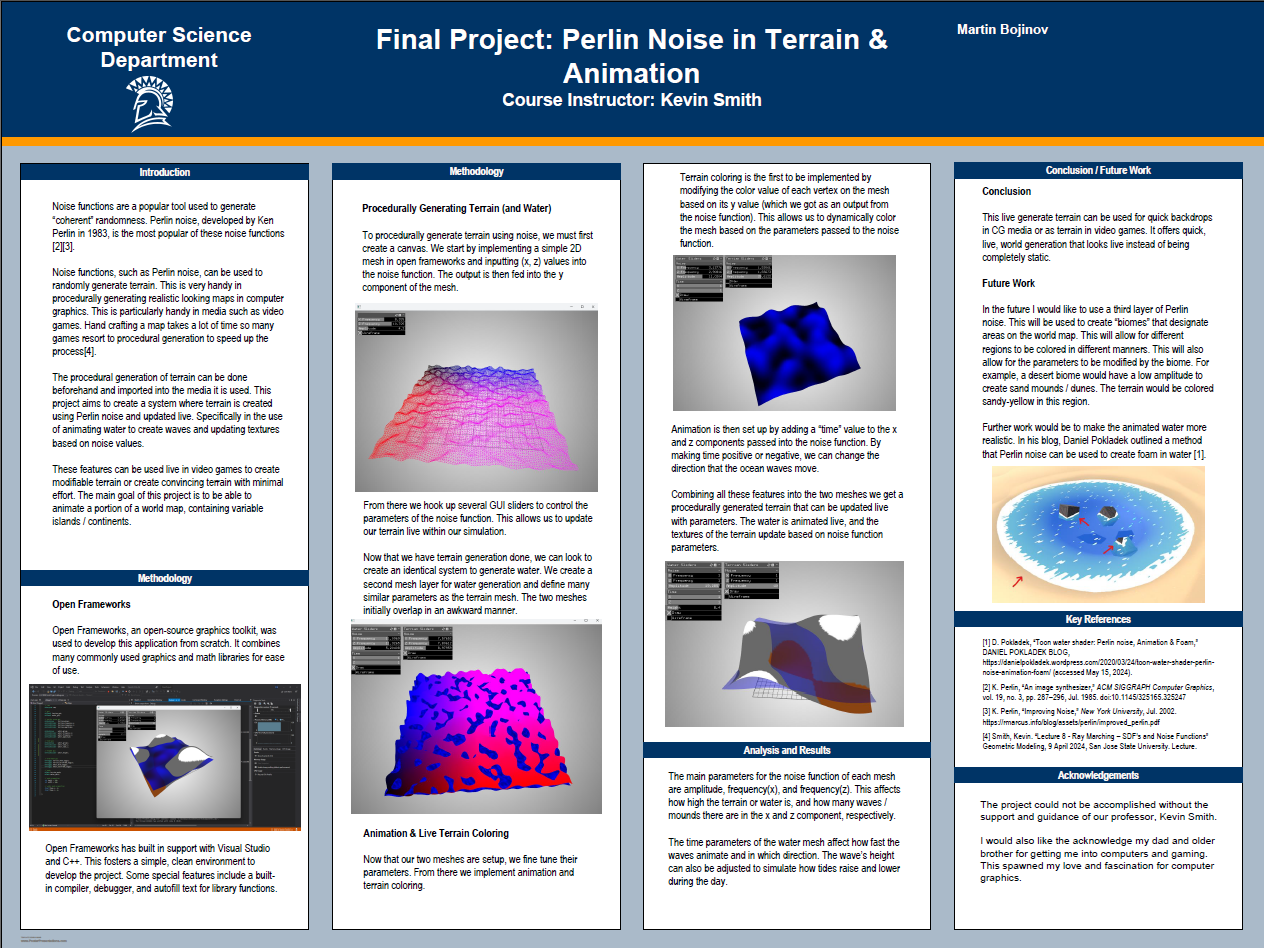 Computer Science
Department
Final Project: Perlin Noise in Terrain &
Animation
Course Instructor: Kevin Smith
Martin Bojinov
Introduction
Noise functions are a popular tool used to generate
“coherent” randomness. Perlin noise, developed by Ken
Perlin in 1983, is the most popular of these noise functions
[2][3].
Noise functions, such as Perlin noise, can be used to
randomly generate terrain. This is very handy in
procedurally generating realistic looking maps in computer
graphics. This is particularly handy in media such as video
games. Hand crafting a map takes a lot of time so many
games resort to procedural generation to speed up the
process[4].
The procedural generation of terrain can be done
beforehand and imported into the media it is used. This
project aims to create a system where terrain is created
using Perlin noise and updated live. Specifically in the use
of animating water to create waves and updating textures
based on noise values.
These features can be used live in video games to create
modifiable terrain or create convincing terrain with minimal
effort. The main goal of this project is to be able to
animate a portion of a world map, containing variable
islands / continents.
Methodology
Open Frameworks
Open Frameworks, an open-source graphics toolkit, was
used to develop this application from scratch. It combines
many commonly used graphics and math libraries for ease
of use.
Open Frameworks has built in support with Visual Studio
and C++. This fosters a simple, clean environment to
develop the project. Some special features include a built-
in compiler, debugger, and autofill text for library functions.
Methodology
Procedurally Generating Terrain (and Water)
To procedurally generate terrain using noise, we must first
create a canvas. We start by implementing a simple 2D
mesh in open frameworks and inputting (x, z) values into
the noise function. The output is then fed into the y
component of the mesh.
From there we hook up several GUI sliders to control the
parameters of the noise function. This allows us to update
our terrain live within our simulation.
Now that we have terrain generation done, we can look to
create an identical system to generate water. We create a
second mesh layer for water generation and define many
similar parameters as the terrain mesh. The two meshes
initially overlap in an awkward manner.
Animation & Live Terrain Coloring
Now that our two meshes are setup, we fine tune their
parameters. From there we implement animation and
terrain coloring.
Terrain coloring is the first to be implemented by
modifying the color value of each vertex on the mesh
based on its y value (which we got as an output from
the noise function). This allows us to dynamically color
the mesh based on the parameters passed to the noise
function.
Animation is then set up by adding a “time” value to the x
and z components passed into the noise function. By
making time positive or negative, we can change the
direction that the ocean waves move.
Combining all these features into the two meshes we get a
procedurally generated terrain that can be updated live
with parameters. The water is animated live, and the
textures of the terrain update based on noise function
parameters.
Analysis and Results
The main parameters for the noise function of each mesh
are amplitude, frequency(x), and frequency(z). This affects
how high the terrain or water is, and how many waves /
mounds there are in the x and z component, respectively.
The time parameters of the water mesh affect how fast the
waves animate and in which direction. The wave’s height
can also be adjusted to simulate how tides raise and lower
during the day.
Conclusion / Future Work
Conclusion
This live generate terrain can be used for quick backdrops
in CG media or as terrain in video games. It offers quick,
live, world generation that looks live instead of being
completely static.
Future Work
In the future I would like to use a third layer of Perlin
noise. This will be used to create “biomes” that designate
areas on the world map. This will allow for different
regions to be colored in different manners. This will also
allow for the parameters to be modified by the biome. For
example, a desert biome would have a low amplitude to
create sand mounds / dunes. The terrain would be colored
sandy-yellow in this region.
Further work would be to make the animated water more
realistic. In his blog, Daniel Pokladek outlined a method
that Perlin noise can be used to create foam in water [1].
Key References
[1] D. Pokladek, “Toon water shader: Perlin noise, Animation & Foam,”
DANIEL POKLADEK BLOG,
https://danielpokladek.wordpress.com/2020/03/24/toon-water-shader-perlin-
noise-animation-foam/ (accessed May 15, 2024).
[2] K. Perlin, “An image synthesizer,” ACM SIGGRAPH Computer Graphics,
vol. 19, no. 3, pp. 287–296, Jul. 1985. doi:10.1145/325165.325247
[3] K. Perlin, “Improving Noise,” New York University, Jul. 2002.
https://rmarcus.info/blog/assets/perlin/improved_perlin.pdf
[4] Smith, Kevin. “Lecture 8 - Ray Marching – SDF’s and Noise Functions”
Geometric Modeling, 9 April 2024, San Jose State University. Lecture.
Acknowledgements
The project could not be accomplished without the
support and guidance of our professor, Kevin Smith.
I would also like the acknowledge my dad and older
brother for getting me into computers and gaming.
This spawned my love and fascination for computer
graphics.